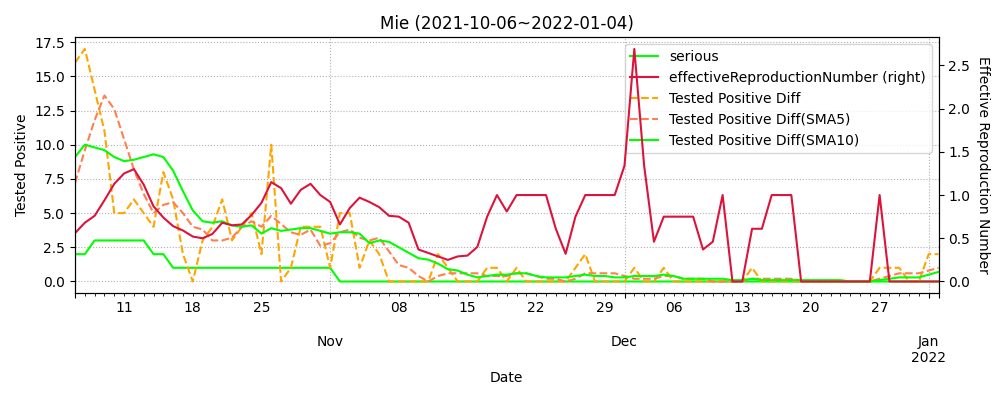 Mie (2021-10-06~2022-01-04)
17.5
15.0
12.5
10.0
7.5
5.0
2.5
0.0
Tested Positive
serious
effectiveReproductionNumber (right)
Tested Positive Diff
Tested Positive Diff(SMA5)
Tested Positive Diff(SMA10)
2.5
2.0
1.5
1.0
0.5
0.0
Effective Reproduction Number
11 18 25 08 15 22 29 06 13 20 27
Nov Dec Jan
2022
Date